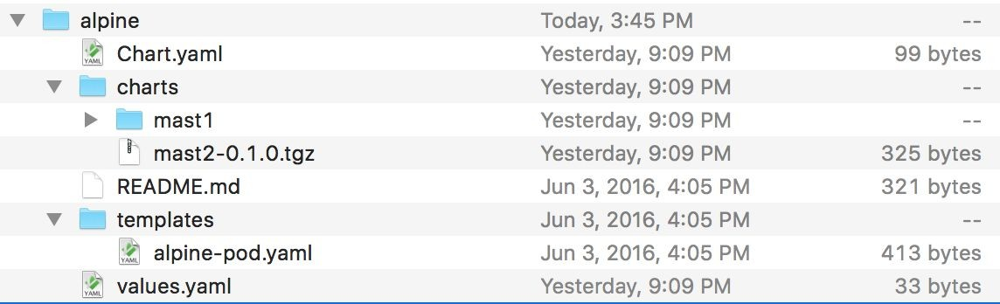 alpine Today, 3:45 PM --
YAML Chart.yaml Yesterday, 9:09 PM 99 bytes
charts Yesterday, 9:09 PM --
mast1 Yesterday, 9:09 PM --
mast2-0.1.0.tgz Yesterday, 9:09 PM 325 bytes
README.md Jun 3, 2016, 4:05 PM 321 bytes
templates Jun 3, 2016, 4:05 PM --
YAML alpine-pod.yaml Jun 3, 2016, 4:05 PM 413 bytes
YAML values.yaml Yesterday, 9:09 PM 33 bytes